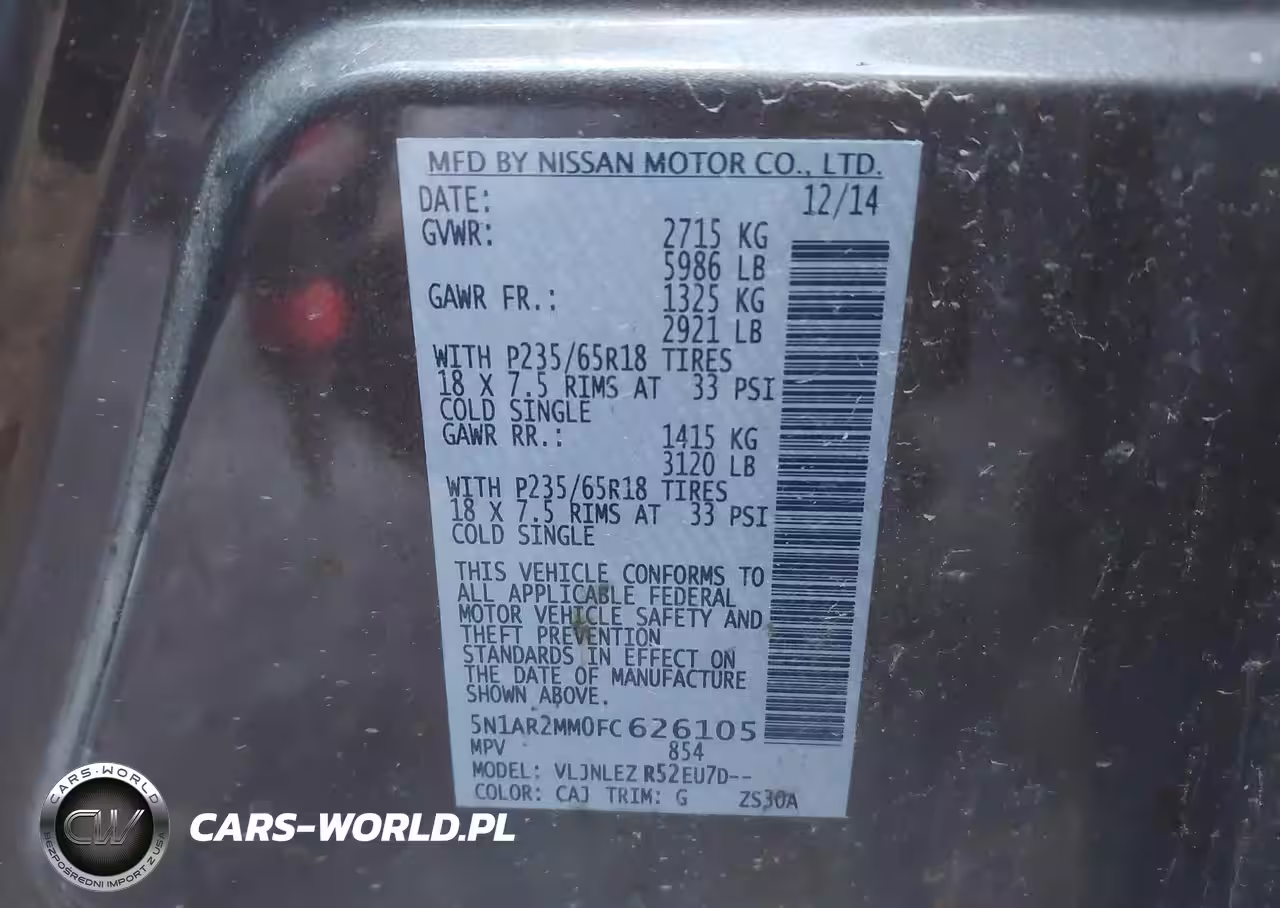 MFD BY NISSAN MOTOR CO., LTD.
DATE: 12/14
GVWR: 2715 KG
5986 LB
GAWR FR.: 1325 KG
2921 LB
WITH P235/65R18 TIRES
18 X 7.5 RIMS AT 33 PSI
COLD SINGLE
GAWR RR.: 1415 KG
3120 LB
WITH P235/65R18 TIRES
18 X 7.5 RIMS AT 33 PSI
COLD SINGLE
THIS VEHICLE CONFORMS TO
ALL APPLICABLE FEDERAL
MOTOR VEHICLE SAFETY AND
THEFT PREVENTION
STANDARDS IN EFFECT ON
THE DATE OF MANUFACTURE
SHOWN ABOVE.
5N1AR2MM0FC626105
MPV 854
MODEL: VLJNLEZ R52EU7D--
COLOR: CAJ TRIM: G ZS30A
CARS-WORLD
CW
BEZPOŚREDNI IMPORT Z USA
CARS-WORLD.PL